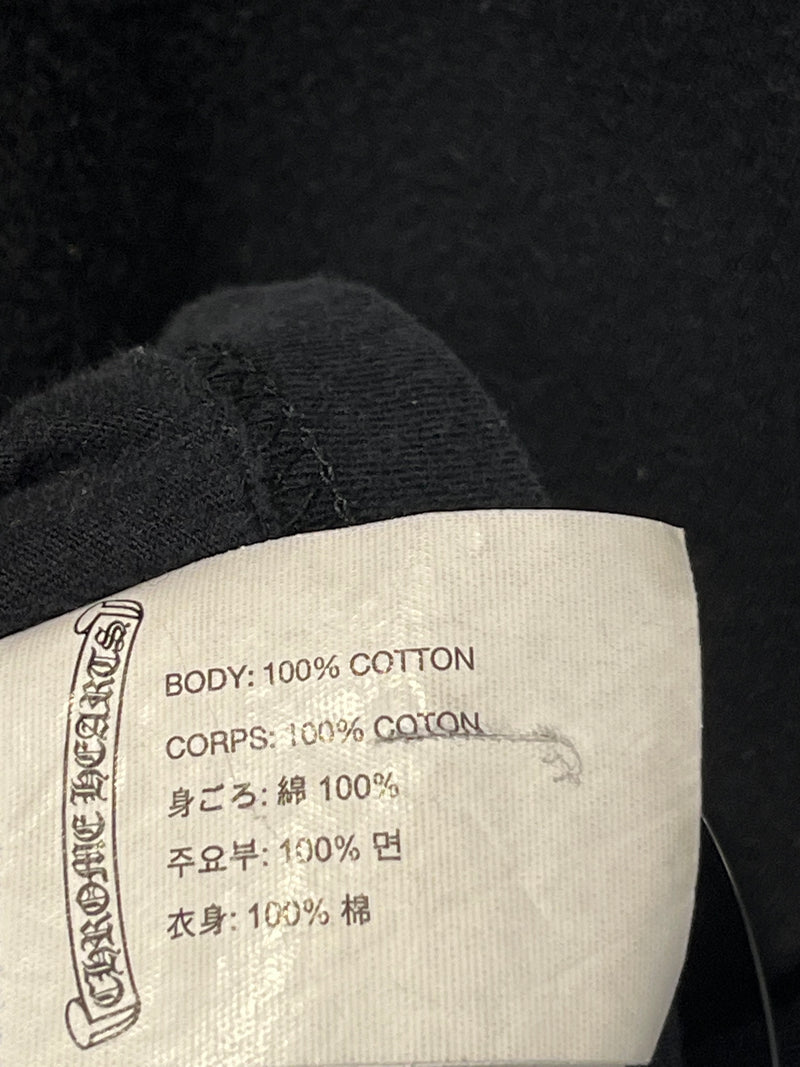 CHROME HEARTS
BODY: 100% COTTON
CORPS: 100% COTON
身ごろ: 綿 100%
주요부: 100% 면
衣身: 100% 棉